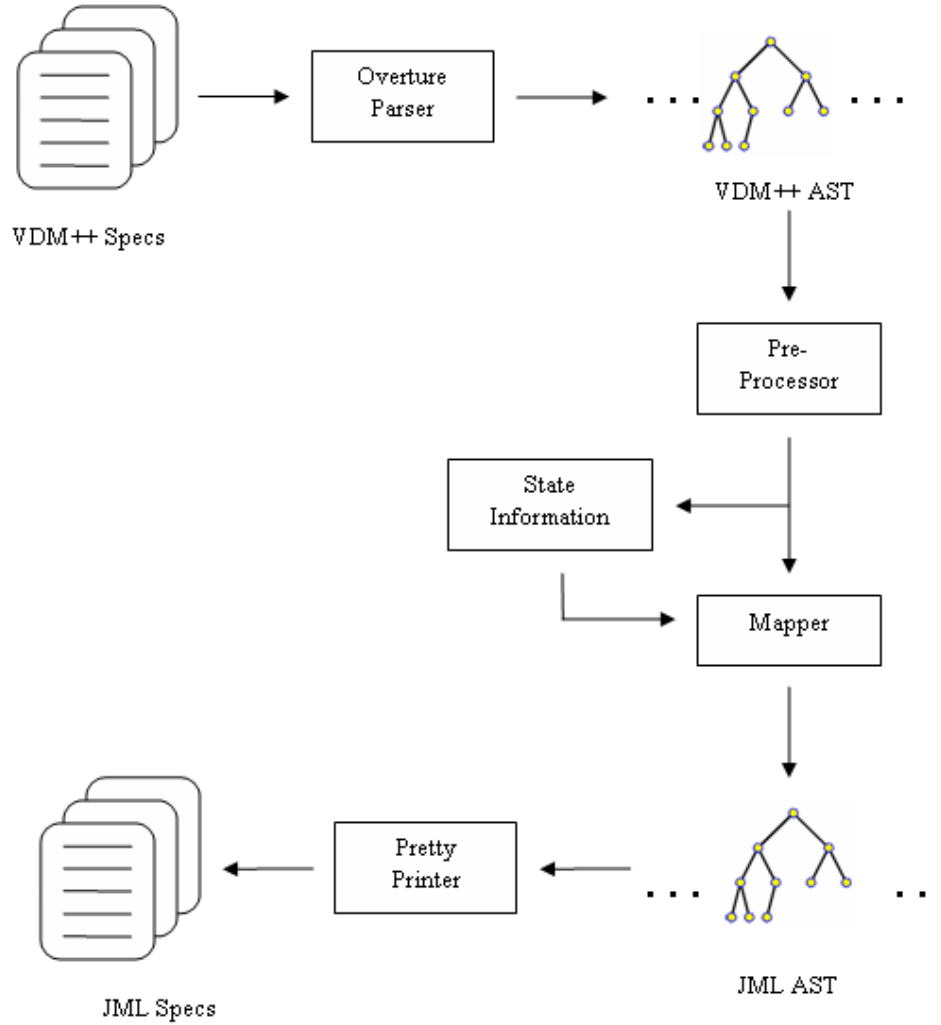 Overture
Parser
VDM++ Specs
. . .
. . .
VDM++ AST
Pre-
Processor
State
Information
Mapper
Pretty
Printer
. . .
. .
JML Specs
JML AST